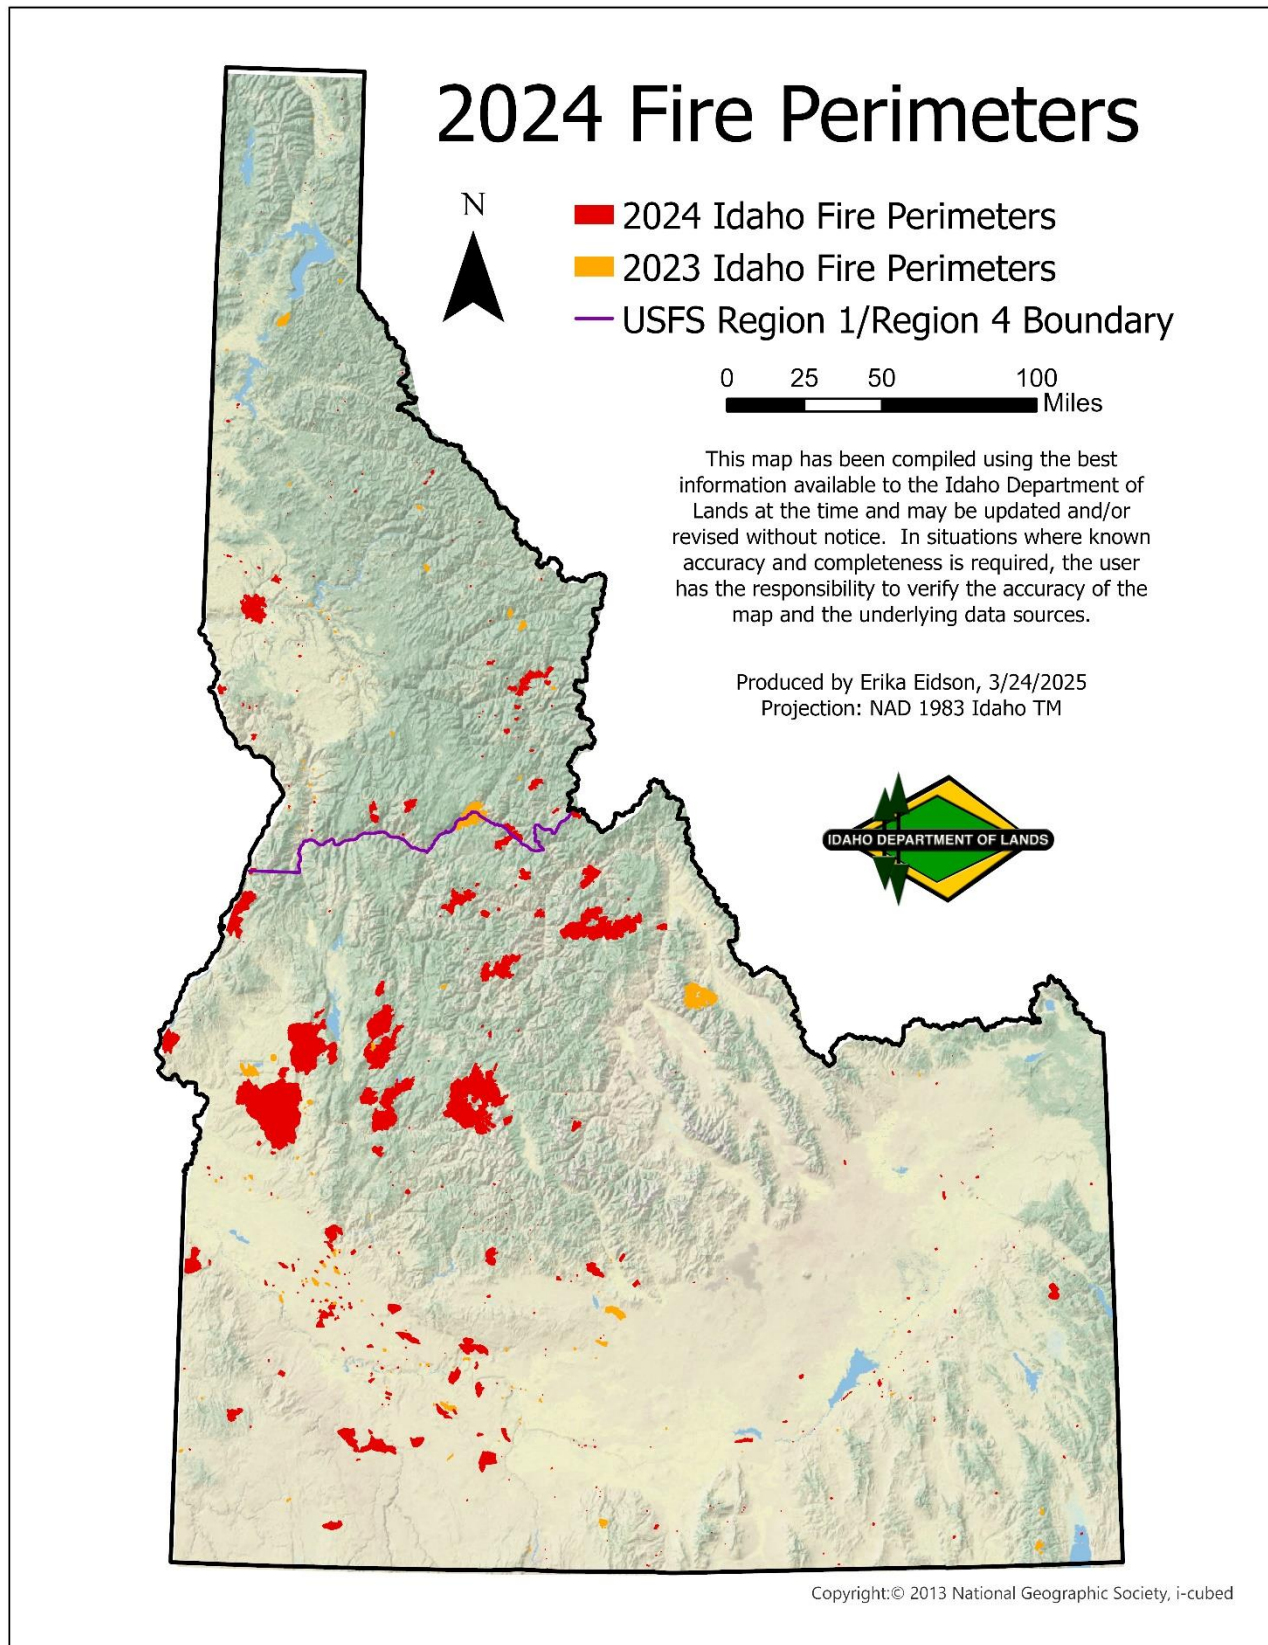 2024 Fire Perimeters
N
2024 Idaho Fire Perimeters
2023 Idaho Fire Perimeters
USFS Region 1/Region 4 Boundary
0 25 50 100
Miles
This map has been compiled using the best
information available to the Idaho Department of
Lands at the time and may be updated and/or
revised without notice. In situations where known
accuracy and completeness is required, the user
has the responsibility to verify the accuracy of the
map and the underlying data sources.
Produced by Erika Eidson, 3/24/2025
Projection: NAD 1983 Idaho TM
IDAHO DEPARTMENT OF LANDS
Copyright:© 2013 National Geographic Society, i-cubed